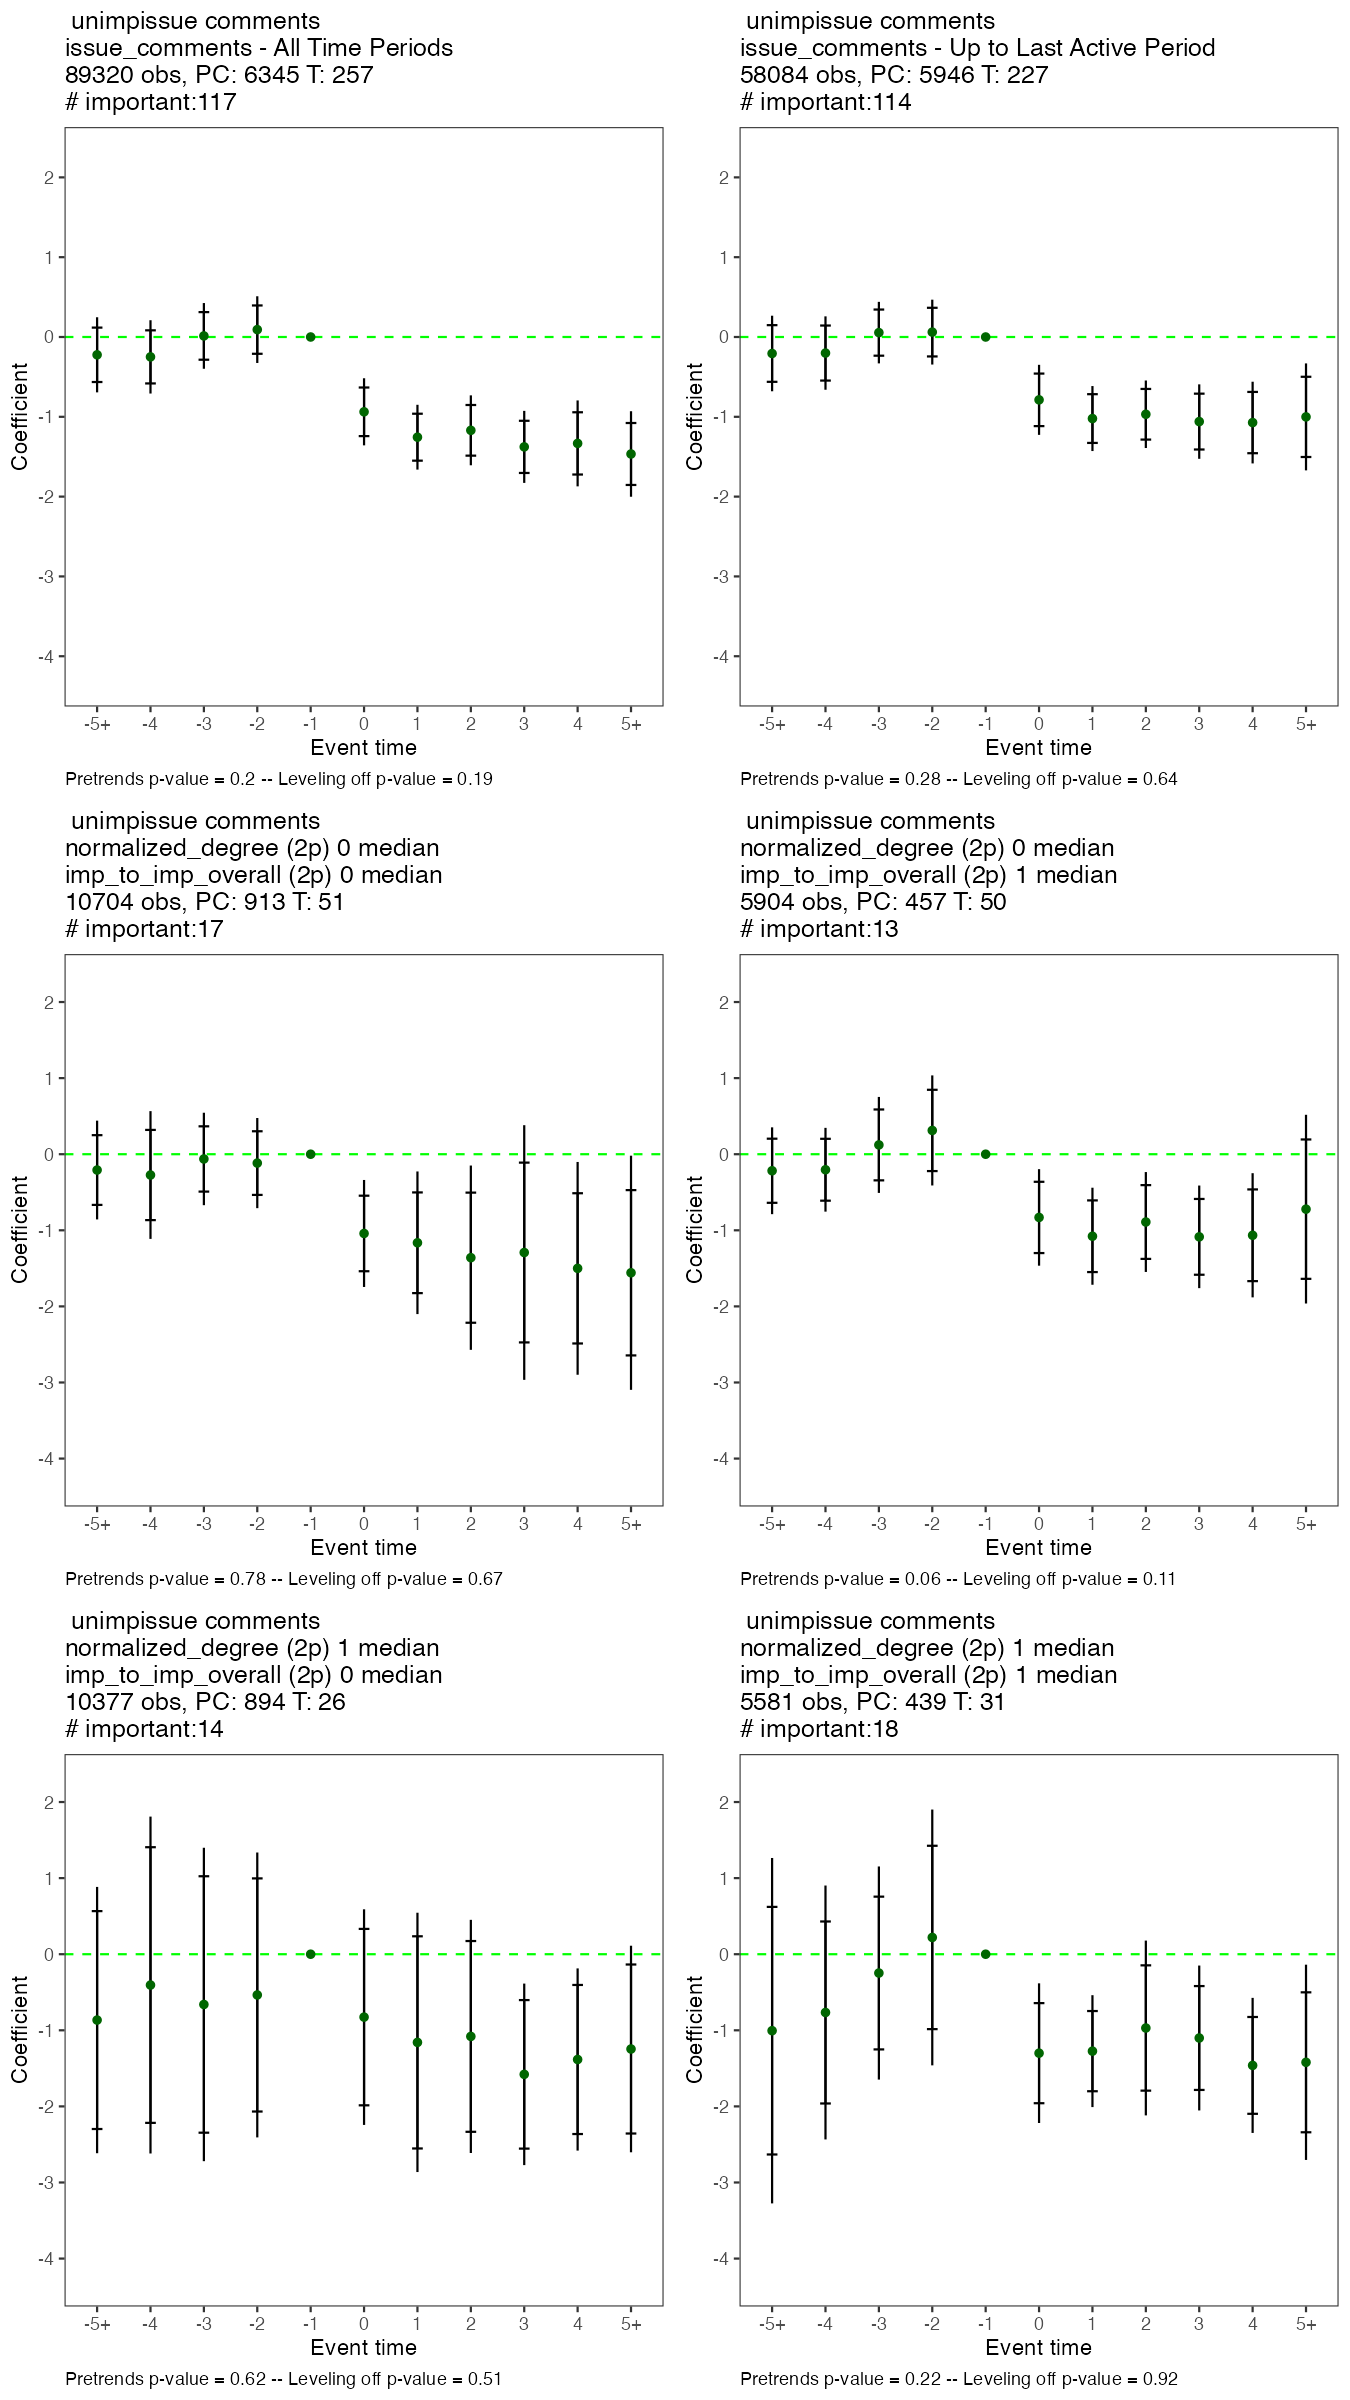 unimpissue comments
issue_comments - All Time Periods
89320 obs, PC: 6345 T: 257
# important:117
2
1
0
-1
-2
-3
-4
Coefficient
-5+ -4 -3 -2 -1 0 1 2 3 4 5+
Event time
Pretrends p-value = 0.2 -- Leveling off p-value = 0.19
unimpissue comments
issue_comments - Up to Last Active Period
58084 obs, PC: 5946 T: 227
# important:114
2
1
0
-1
-2
-3
-4
Coefficient
-5+ -4 -3 -2 -1 0 1 2 3 4 5+
Event time
Pretrends p-value = 0.28 -- Leveling off p-value = 0.64
unimpissue comments
normalized_degree (2p) 0 median
imp_to_imp_overall (2p) 0 median
10704 obs, PC: 913 T: 51
# important:17
2
1
0
-1
-2
-3
-4
Coefficient
-5+ -4 -3 -2 -1 0 1 2 3 4 5+
Event time
Pretrends p-value = 0.78 -- Leveling off p-value = 0.67
unimpissue comments
normalized_degree (2p) 0 median
imp_to_imp_overall (2p) 1 median
5904 obs, PC: 457 T: 50
# important:13
2
1
0
-1
-2
-3
-4
Coefficient
-5+ -4 -3 -2 -1 0 1 2 3 4 5+
Event time
Pretrends p-value = 0.06 -- Leveling off p-value = 0.11
unimpissue comments
normalized_degree (2p) 1 median
imp_to_imp_overall (2p) 0 median
10377 obs, PC: 894 T: 26
# important:14
2
1
0
-1
-2
-3
-4
Coefficient
-5+ -4 -3 -2 -1 0 1 2 3 4 5+
Event time
Pretrends p-value = 0.62 -- Leveling off p-value = 0.51
unimpissue comments
normalized_degree (2p) 1 median
imp_to_imp_overall (2p) 1 median
5581 obs, PC: 439 T: 31
# important:18
2
1
0
-1
-2
-3
-4
Coefficient
-5+ -4 -3 -2 -1 0 1 2 3 4 5+
Event time
Pretrends p-value = 0.22 -- Leveling off p-value = 0.92